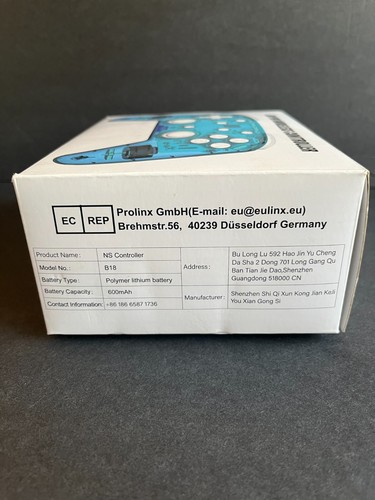 EC REP
Prolinx GmbH(E-mail: eu@eulinx.eu)
Brehmstr.56, 40239 Düsseldorf Germany
Product Name: NS Controller
Model No.: B18
Battery Type: Polymer lithium battery
Battery Capacity: 600mAh
Contact Information: +86 186 6587 1736
Address: Bu Long Lu 592 Hao Jin Yu Cheng
Da Sha 2 Dong 701 Long Gang Qu
Ban Tian Jie Dao,Shenzhen
Guangdong 518000 CN
Manufacturer: Shenzhen Shi Qi Xun Kong Jian Keji
You Xian Gong Si